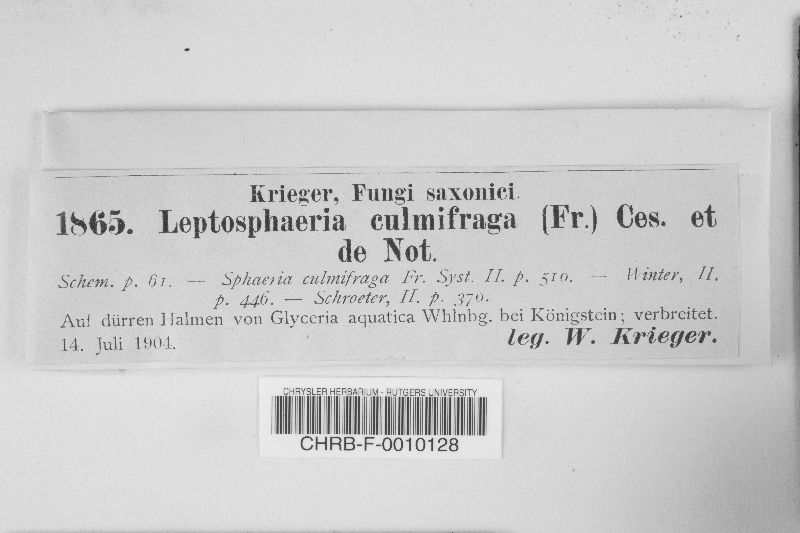 Krieger, Fungi saxonici.
1865. Leptosphaeria culmifraga (Fr.) Ces. et
de Not.
Schem. p. 61. — Sphaeria culmifraga Fr. Syst. II. p. 510. — Winter, II.
p. 446. — Schroeter, II. p. 370.
Auf dürren Halmen von Glyceria aquatica Whlnbg. bei Königstein; verbreitet.
14. Juli 1904. leg. W. Krieger.
CHRYSLER HERBARIUM - RUTGERS UNIVERSITY
CHRB-F-0010128